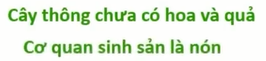 Cây thông chưa có hoa và quả
Cơ quan sinh sản là nón